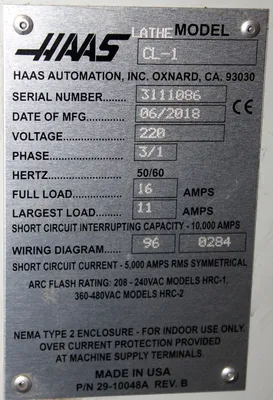 HAAS LATHE MODEL
CL-1
HAAS AUTOMATION, INC. OXNARD, CA. 93030
SERIAL NUMBER........ 3111086
DATE OF MFG........... 06/2018 CE
VOLTAGE................. 220
PHASE.................... 3/1
HERTZ 50/60
FULL LOAD............... 16 AMPS
LARGEST LOAD......... 11 AMPS
SHORT CIRCUIT INTERRUPTING CAPACITY - 10,000 AMPS
WIRING DIAGRAM...... 96 0284
SHORT CIRCUIT CURRENT - 5,000 AMPS RMS SYMMETRICAL
ARC FLASH RATING: 208 - 240VAC MODELS HRC-1,
360-480VAC MODELS HRC-2
NEMA TYPE 2 ENCLOSURE - FOR INDOOR USE ONLY.
OVER CURRENT PROTECTION PROVIDED
AT MACHINE SUPPLY TERMINALS.
MADE IN USA
P/N 29-10048A REV. B